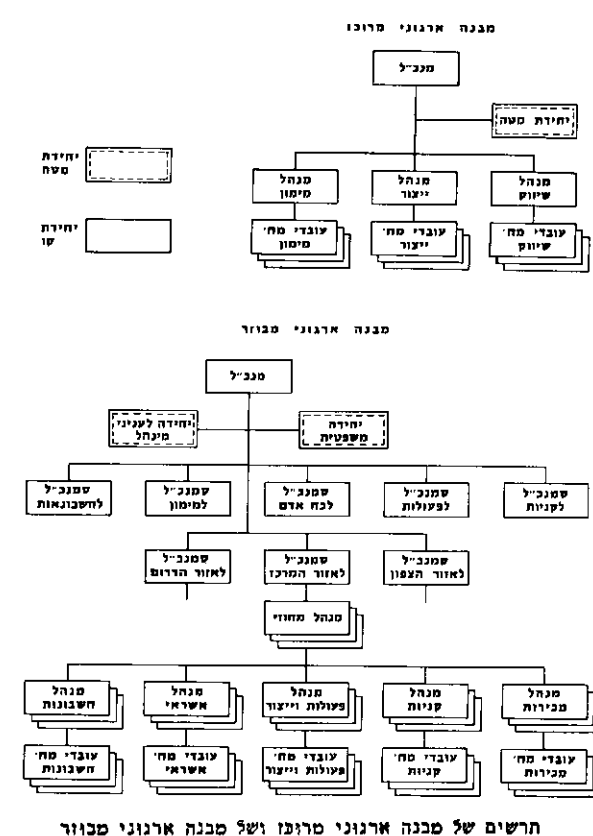 מבנה ארגוני מרוכז
מנכ״ל
יחידת מטה
יחידת
מטה
יחידת
קו
מנהל
שיווק
מנהל
ייצור
מנהל
מימון
עובדי מח׳
שיווק
עובדי מח׳
ייצור
עובדי מח׳
מימון
מבנה ארגוני מבוזר
מנכ״ל
יחידה
משפטית
יחידה לעניני
מינהל
סמנכ״ל
לקניות
סמנכ״ל
לפעולות
סמנכ״ל
לכח אדם
סמנכ״ל
למימון
סמנכ״ל
לחשבונאות
סמנכ״ל
לאזור הצפון
סמנכ״ל
לאזור המרכז
סמנכ״ל
לאזור הדרום
מנהל מחוזי
מנהל
מכירות
מנהל
קניות
מנהל
פעולות וייצור
מנהל
אשראי
מנהל
חשבונות
עובדי מח׳
מכירות
עובדי מח׳
קניות
עובדי מח׳
פעולות וייצור
עובדי מח׳
אשראי
עובדי מח׳
חשבונות
תרשים של מבנה ארגוני מרוכז ושל מבנה ארגוני מבוזר